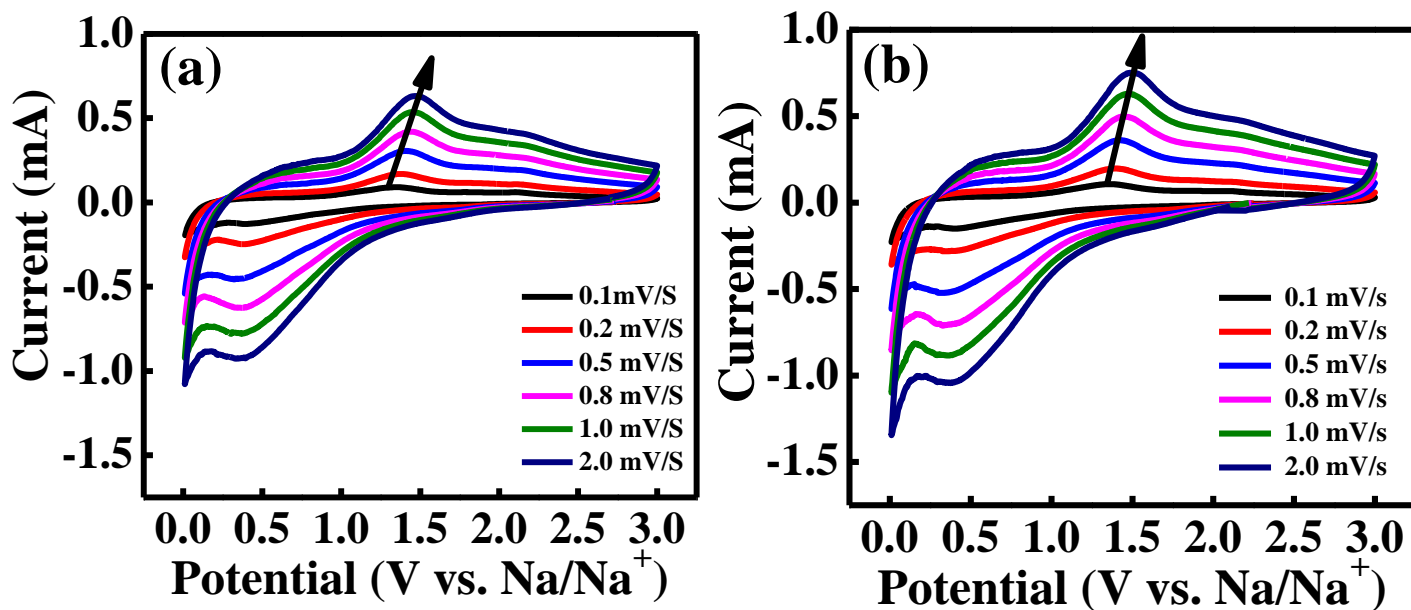 (a)
Current (mA)
1.0
0.5
0.0
-0.5
-1.0
-1.5
0.1mV/S
0.2 mV/S
0.5 mV/S
0.8 mV/S
1.0 mV/S
2.0 mV/S
0.0 0.5 1.0 1.5 2.0 2.5 3.0
Potential (V vs. Na/Na⁺)
(b)
Current (mA)
1.0
0.5
0.0
-0.5
-1.0
-1.5
0.1 mV/s
0.2 mV/s
0.5 mV/s
0.8 mV/s
1.0 mV/s
2.0 mV/s
0.0 0.5 1.0 1.5 2.0 2.5 3.0
Potential (V vs. Na/Na⁺)